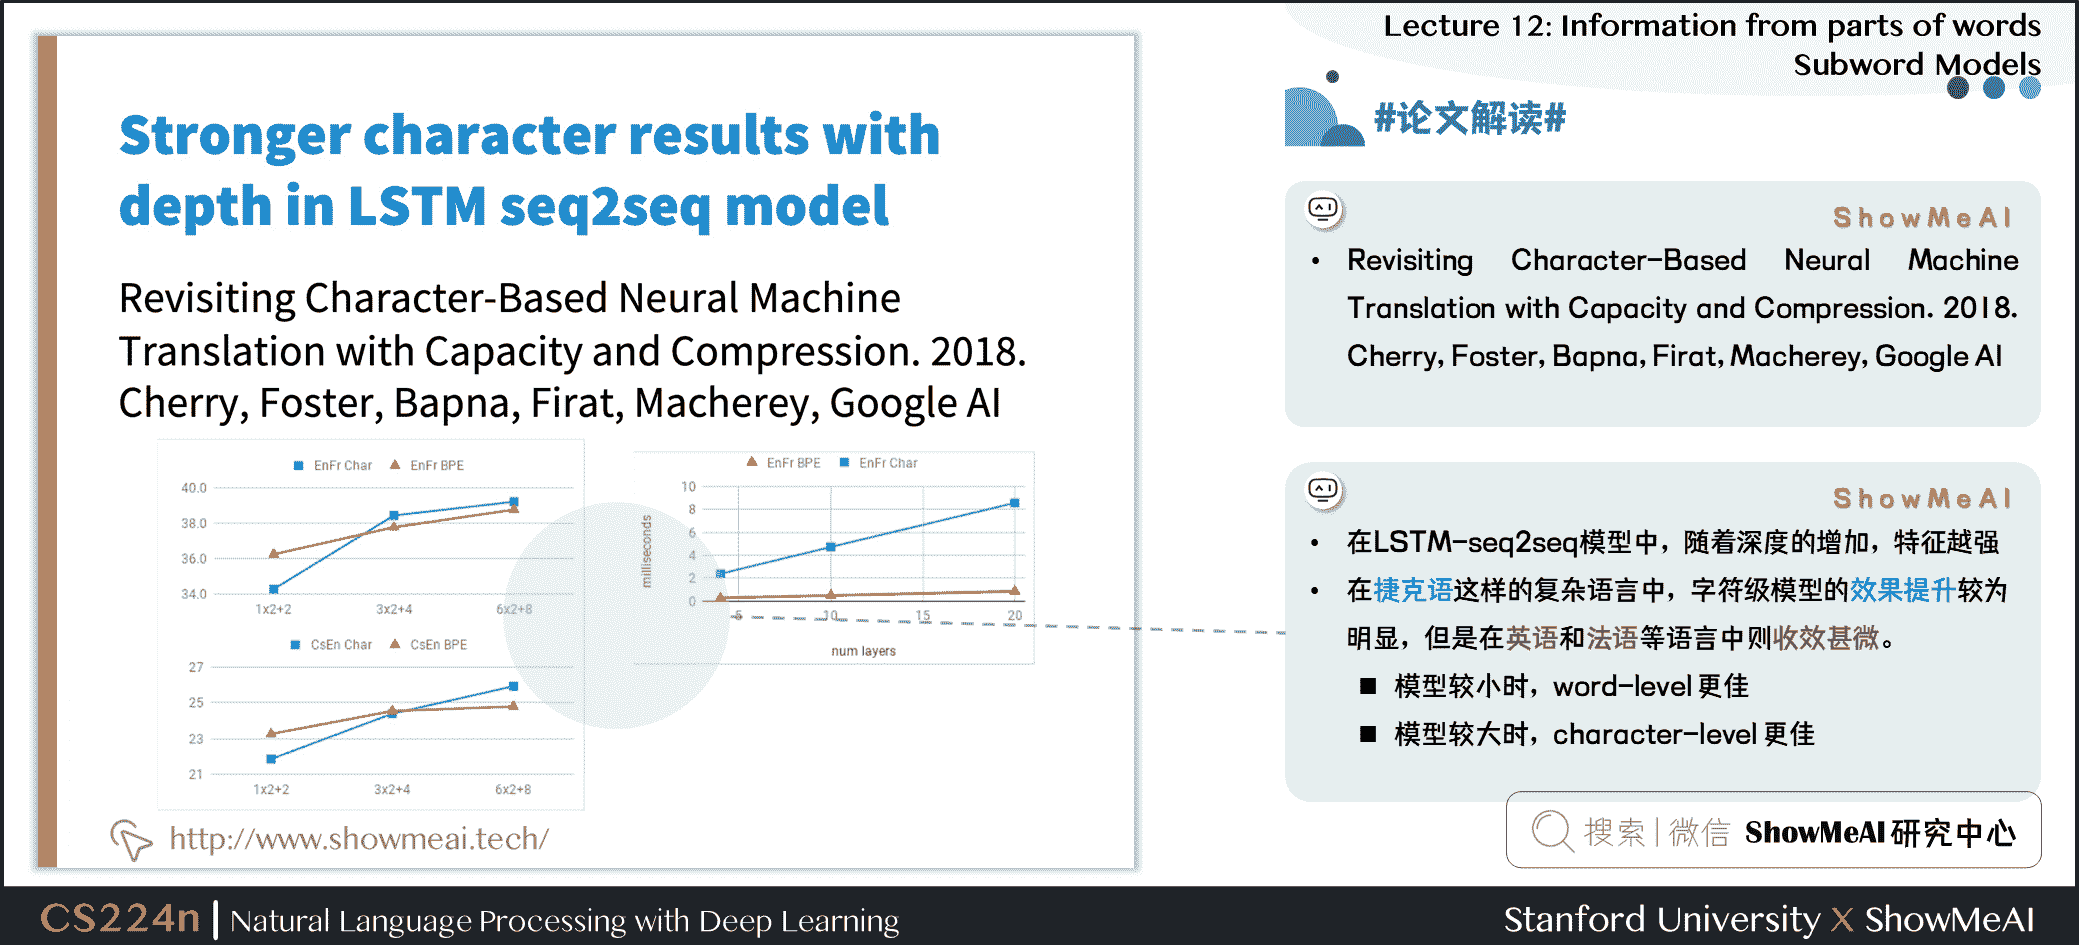 Lecture 12: Information from parts of words
Subword Models
Stronger character results with
depth in LSTM seq2seq model
Revisiting Character-Based Neural Machine
Translation with Capacity and Compression. 2018.
Cherry, Foster, Bapna, Firat, Macherey, Google AI
EnFr Char EnFr BPE
40.0
38.0
36.0
34.0
1x2+2 3x2+4 6x2+8
CsEn Char CsEn BPE
27
25
23
21
1x2+2 3x2+4 6x2+8
EnFr BPE EnFr Char
milliseconds
10
8
6
4
2
0
5 10 15 20
num layers
http://www.showmeai.tech/
#论文解读#
ShowMeAI
• Revisiting Character-Based Neural Machine
Translation with Capacity and Compression. 2018.
Cherry, Foster, Bapna, Firat, Macherey, Google AI
ShowMeAI
• 在LSTM-seq2seq模型中，随着深度的增加，特征越强
• 在捷克语这样的复杂语言中，字符级模型的效果提升较为
明显，但是在英语和法语等语言中则收效甚微。
■ 模型较小时，word-level 更佳
■ 模型较大时，character-level 更佳
搜索|微信 ShowMeAI 研究中心
CS224n | Natural Language Processing with Deep Learning
Stanford University X ShowMeAI